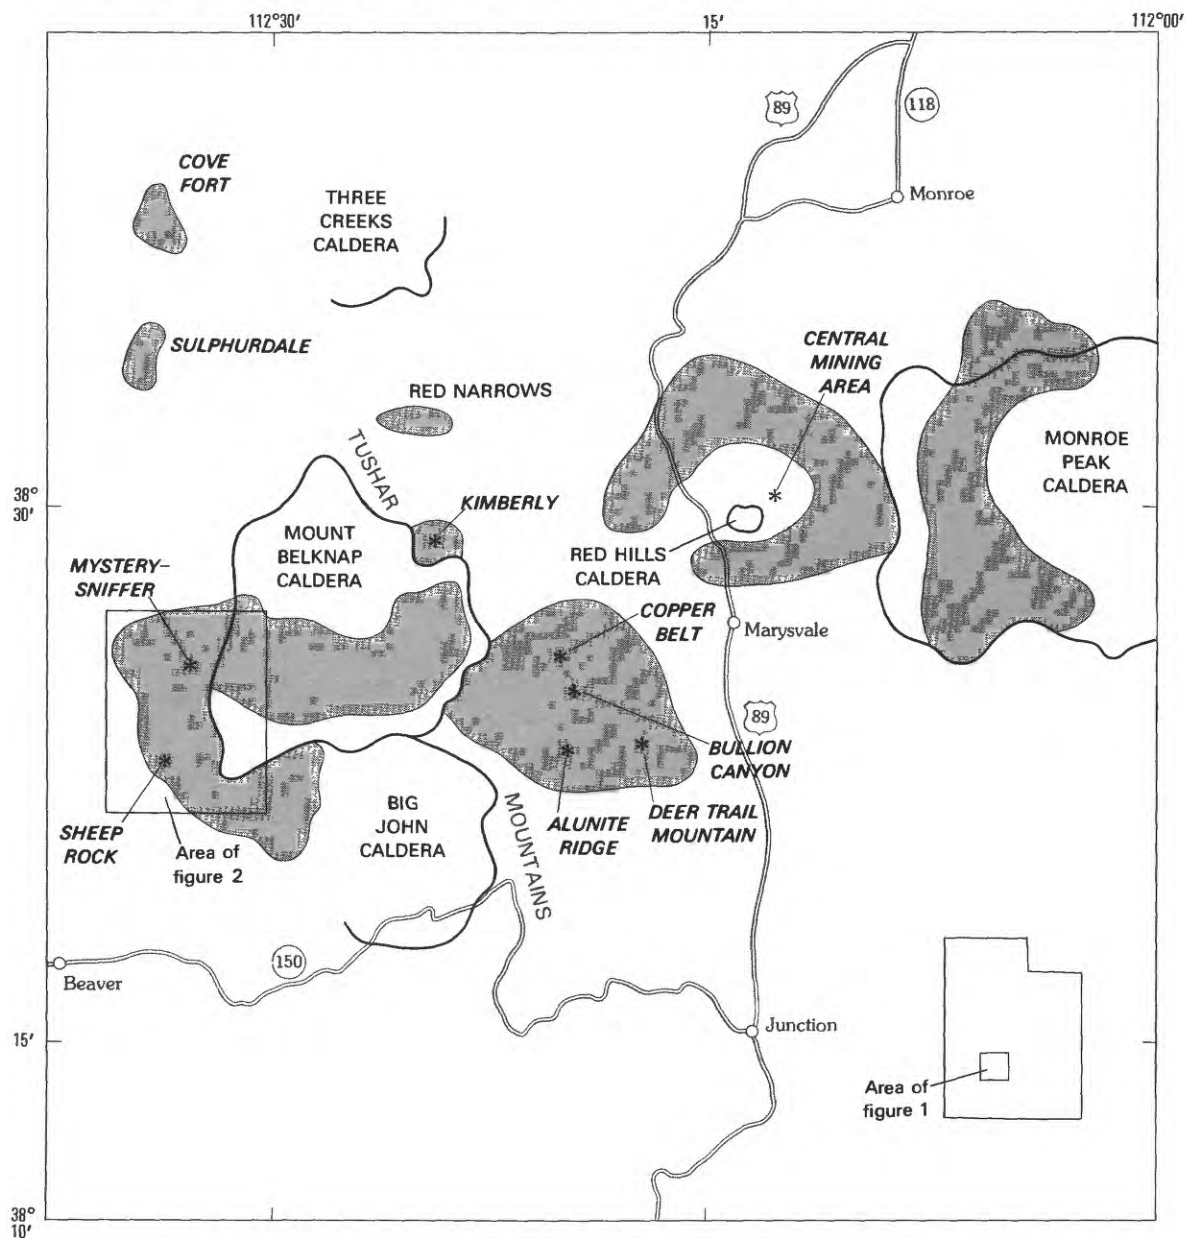 112°30′
15′
112°00′
89
118
COVE
FORT
Monroe
THREE
CREEKS
CALDERA
SULPHURDALE
CENTRAL
MINING
AREA
RED NARROWS
TUSHAR
MONROE
PEAK
CALDERA
38°
30′
KIMBERLY
MOUNT
BELKNAP
CALDERA
RED HILLS
CALDERA
MYSTERY–
SNIFFER
COPPER
BELT
Marysvale
89
BULLION
CANYON
SHEEP
ROCK
Area of
figure 2
BIG
JOHN
CALDERA
MOUNTAINS
ALUNITE
RIDGE
DEER TRAIL
MOUNTAIN
150
Beaver
15′
Junction
Area of
figure 1
38°
10′